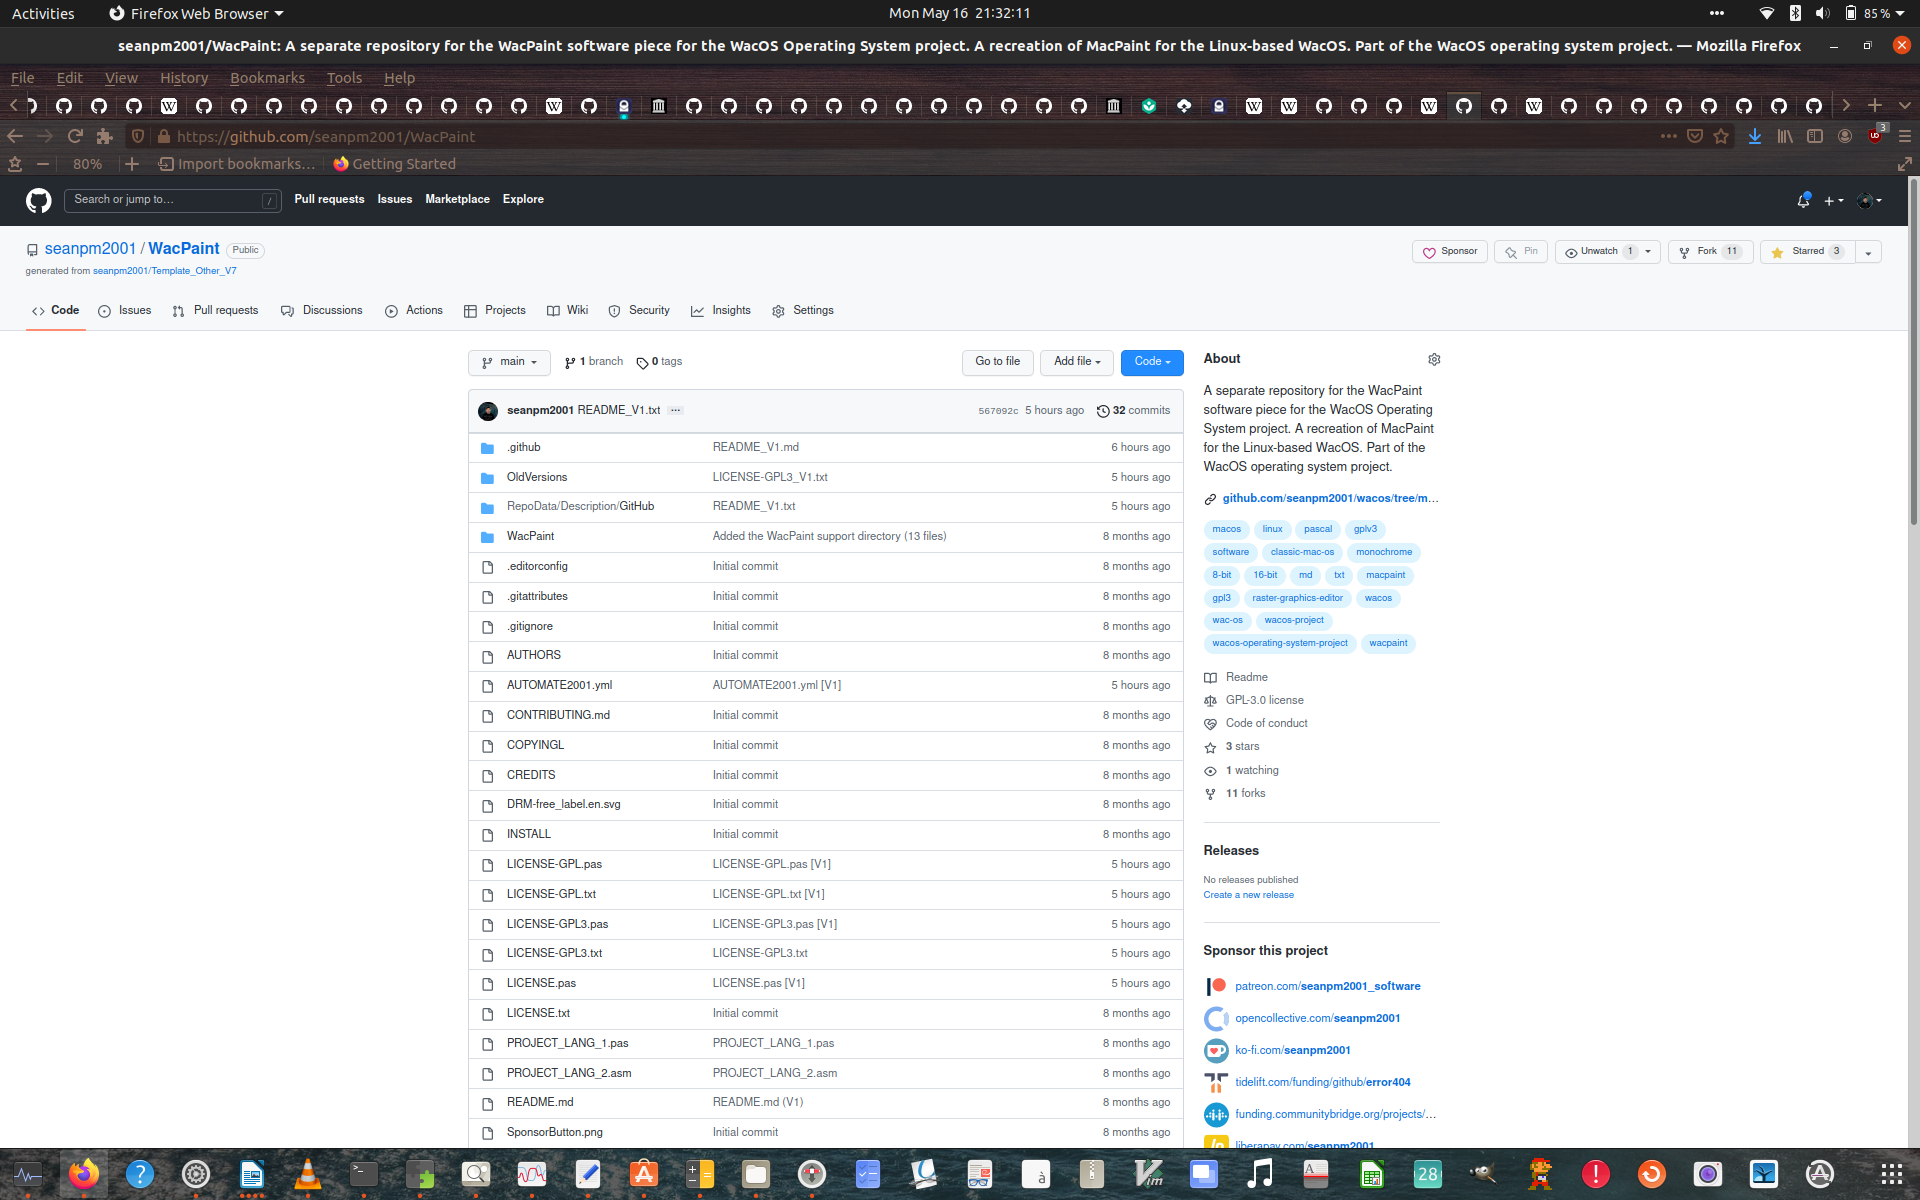 Activities Firefox Web Browser Mon May 16 21:32:11 85 %
seanpm2001/WacPaint: A separate repository for the WacPaint software piece for the WacOS Operating System project. A recreation of MacPaint for the Linux-based WacOS. Part of the WacOS operating system project. — Mozilla Firefox
File Edit View History Bookmarks Tools Help
https://github.com/seanpm2001/WacPaint 3
80% Import bookmarks... Getting Started
Search or jump to... / Pull requests Issues Marketplace Explore
seanpm2001 / WacPaint Public Sponsor Pin Unwatch 1 Fork 11 Starred 3
generated from seanpm2001/Template_Other_V7
Code Issues Pull requests Discussions Actions Projects Wiki Security Insights Settings
main 1 branch 0 tags Go to file Add file Code
seanpm2001 README_V1.txt ... 567092c 5 hours ago 32 commits
.github README_V1.md 6 hours ago
OldVersions LICENSE-GPL3_V1.txt 5 hours ago
RepoData/Description/GitHub README_V1.txt 5 hours ago
WacPaint Added the WacPaint support directory (13 files) 8 months ago
.editorconfig Initial commit 8 months ago
.gitattributes Initial commit 8 months ago
.gitignore Initial commit 8 months ago
AUTHORS Initial commit 8 months ago
AUTOMATE2001.yml AUTOMATE2001.yml [V1] 5 hours ago
CONTRIBUTING.md Initial commit 8 months ago
COPYINGL Initial commit 8 months ago
CREDITS Initial commit 8 months ago
DRM-free_label.en.svg Initial commit 8 months ago
INSTALL Initial commit 8 months ago
LICENSE-GPL.pas LICENSE-GPL.pas [V1] 5 hours ago
LICENSE-GPL.txt LICENSE-GPL.txt [V1] 5 hours ago
LICENSE-GPL3.pas LICENSE-GPL3.pas [V1] 5 hours ago
LICENSE-GPL3.txt LICENSE-GPL3.txt 5 hours ago
LICENSE.pas LICENSE.pas [V1] 5 hours ago
LICENSE.txt Initial commit 8 months ago
PROJECT_LANG_1.pas PROJECT_LANG_1.pas 8 months ago
PROJECT_LANG_2.asm PROJECT_LANG_2.asm 8 months ago
README.md README.md (V1) 8 months ago
SponsorButton.png Initial commit 8 months ago
About
A separate repository for the WacPaint
software piece for the WacOS Operating
System project. A recreation of MacPaint
for the Linux-based WacOS. Part of the
WacOS operating system project.
github.com/seanpm2001/wacos/tree/m...
macos linux pascal gplv3
software classic-mac-os monochrome
8-bit 16-bit md txt macpaint
gpl3 raster-graphics-editor wacos
wac-os wacos-project
wacos-operating-system-project wacpaint
Readme
GPL-3.0 license
Code of conduct
3 stars
1 watching
11 forks
Releases
No releases published
Create a new release
Sponsor this project
patreon.com/seanpm2001_software
opencollective.com/seanpm2001
ko-fi.com/seanpm2001
tidelift.com/funding/github/error404
funding.communitybridge.org/projects/...
liberapay.com/seanpm2001
28